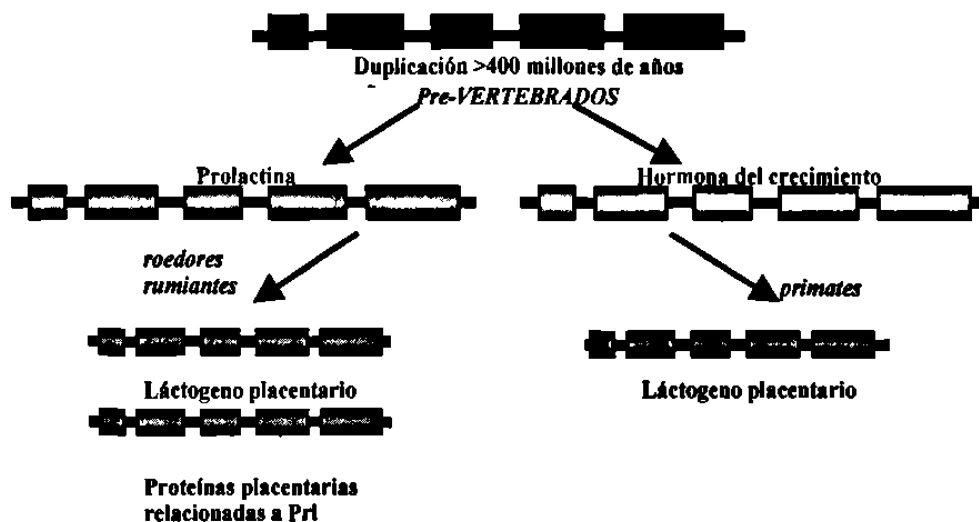 Duplicación >400 millones de años
Pre-VERTEBRADOS
Prolactina
Hormona del crecimiento
roedores
rumiantes
primates
Láctogeno placentario
Láctogeno placentario
Proteínas placentarias
relacionadas a Prl